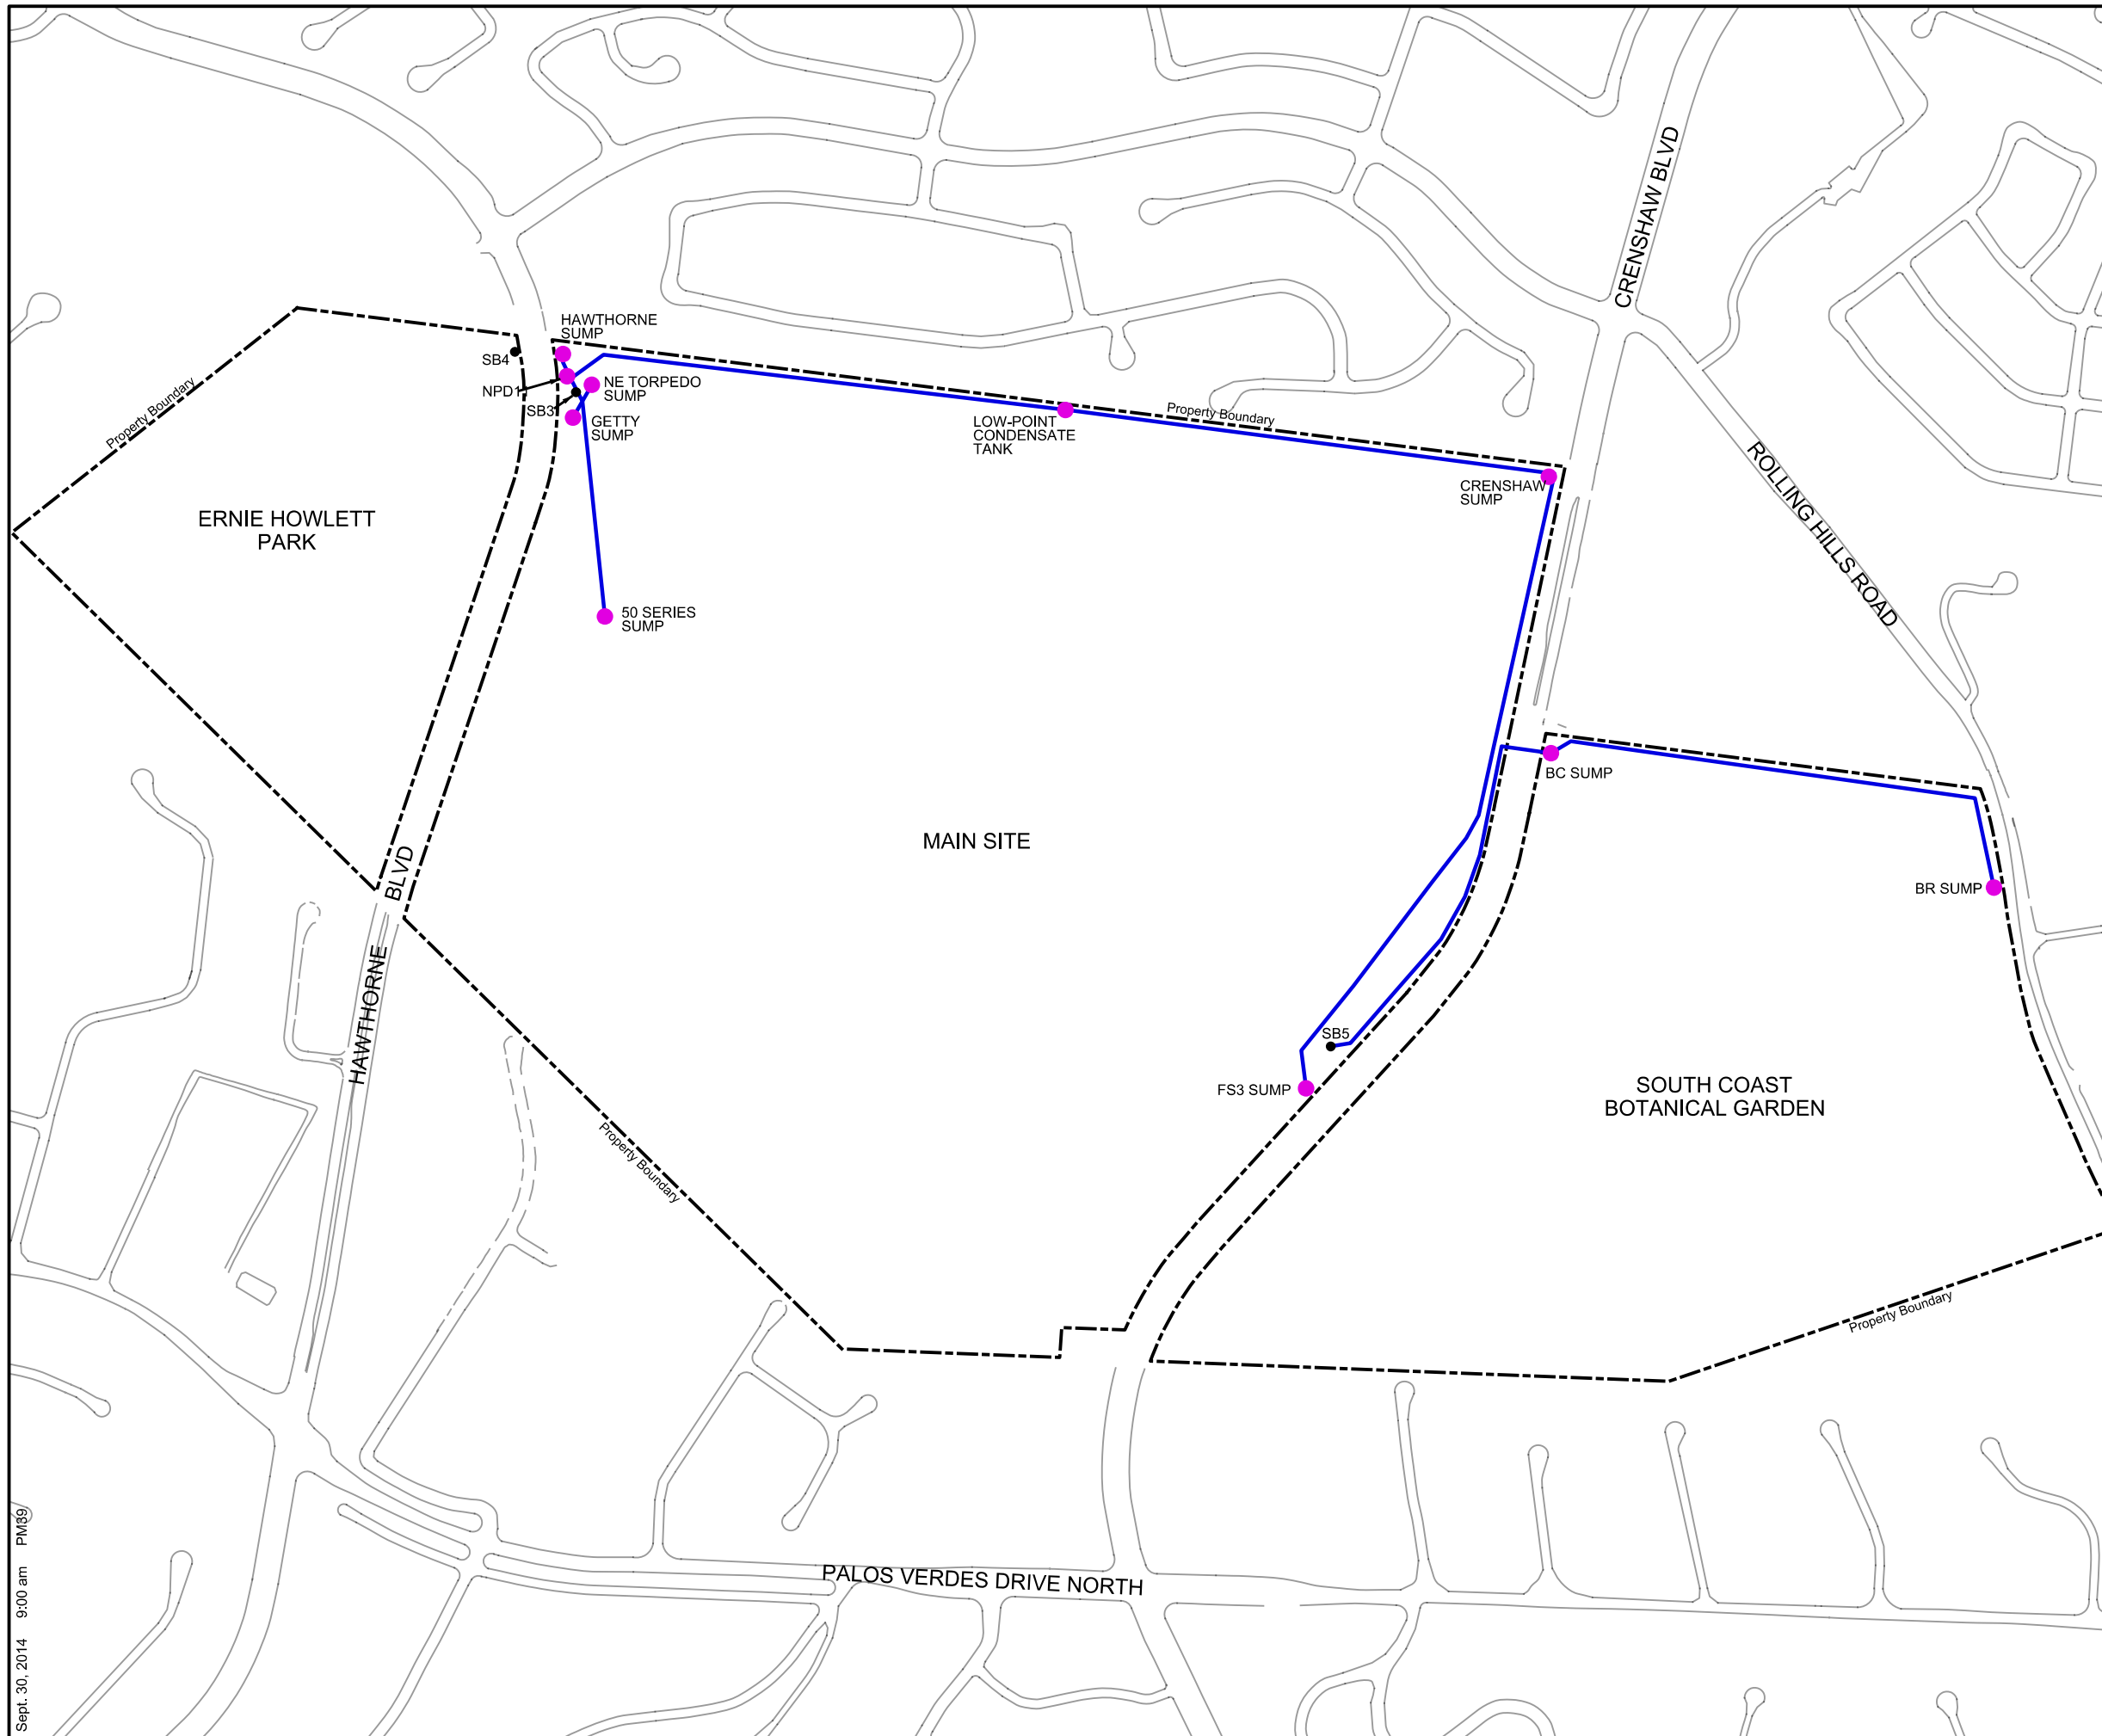 CRENSHAW BLVD
HAWTHORNE
SUMP
SB4
NPD1
SB3
NE TORPEDO
SUMP
GETTY
SUMP
Property Boundary
LOW-POINT
CONDENSATE
TANK
Property Boundary
CRENSHAW
SUMP
ROLLING HILLS ROAD
ERNIE HOWLETT
PARK
50 SERIES
SUMP
BC SUMP
MAIN SITE
BR SUMP
HAWTHORNE BLVD
SB5
FS3 SUMP
SOUTH COAST
BOTANICAL GARDEN
Property Boundary
Property Boundary
PALOS VERDES DRIVE NORTH
Sept. 30, 2014 9:00 am PM39